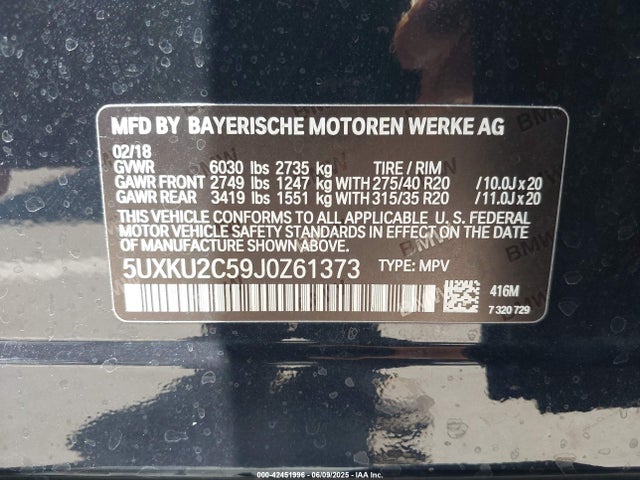 MFD BY BAYERISCHE MOTOREN WERKE AG
02/18
GVWR 6030 lbs 2735 kg TIRE / RIM
GAWR FRONT 2749 lbs 1247 kg WITH 275/40 R20 /10.0J x 20
GAWR REAR 3419 lbs 1551 kg WITH 315/35 R20 /11.0J x 20
THIS VEHICLE CONFORMS TO ALL APPLICABLE U. S. FEDERAL
MOTOR VEHICLE SAFETY STANDARDS IN EFFECT ON THE DATE OF
MANUFACTURE SHOWN ABOVE.
5UXKU2C59J0Z61373 TYPE: MPV
416M
7 320 729
000-42451996 - 06/09/2025 - IAA Inc.